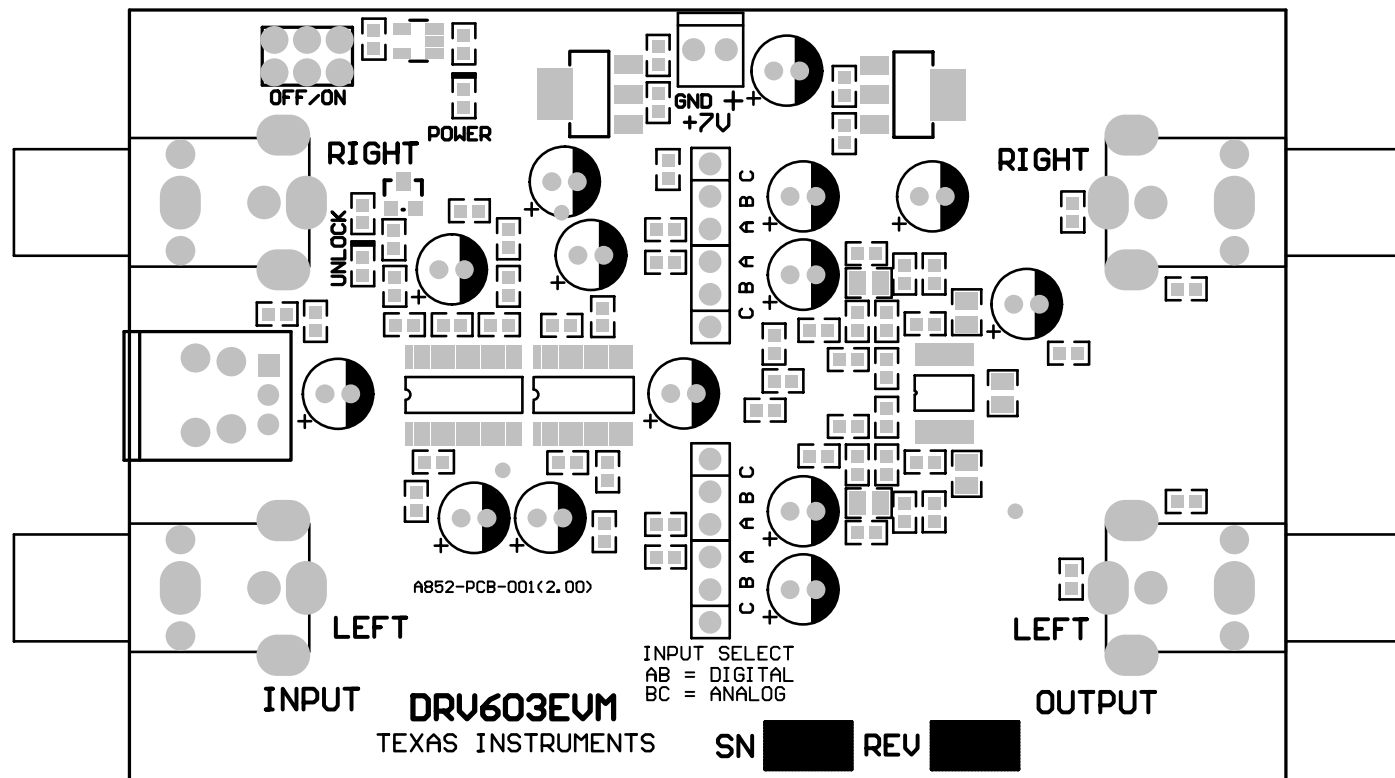 OFF/ON
POWER
GND +
+7V
RIGHT
RIGHT
UNLOCK
+
+
+
+
+
+
+
+
+
+
C
B
A
A
B
C
+
+
C
B
A
A
B
C
+
+
A852-PCB-001(2.00)
LEFT
LEFT
INPUT SELECT
AB = DIGITAL
BC = ANALOG
INPUT
OUTPUT
DRV603EVM
TEXAS INSTRUMENTS
SN
REV